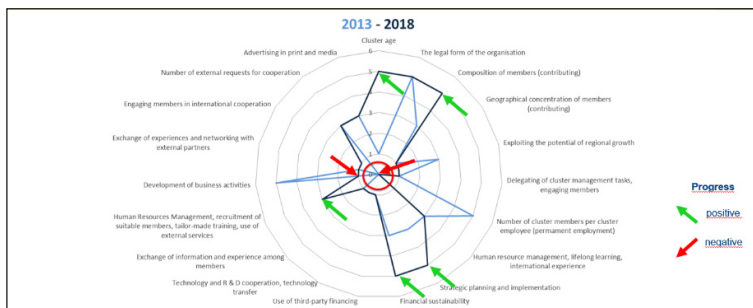 2013 - 2018
Cluster age
Advertising in print and media
The legal form of the organisation
Number of external requests for cooperation
Composition of members (contributing)
Engaging members in international cooperation
Geographical concentration of members
(contributing)
Exchange of experiences and networking with
external partners
Exploiting the potential of regional growth
Development of business activities
Delegating of cluster management tasks,
engaging members
Human Resources Management, recruitment of
suitable members, tailor-made training, use of
external services
Number of cluster members per cluster
employee (permanent employment)
Exchange of information and experience among
members
Human resource management, lifelong learning,
international experience
Technology and R & D cooperation, technology
transfer
Strategic planning and implementation
Use of third-party financing
Financial sustainability
6
5
4
3
2
1
0
Progress
positive
negative